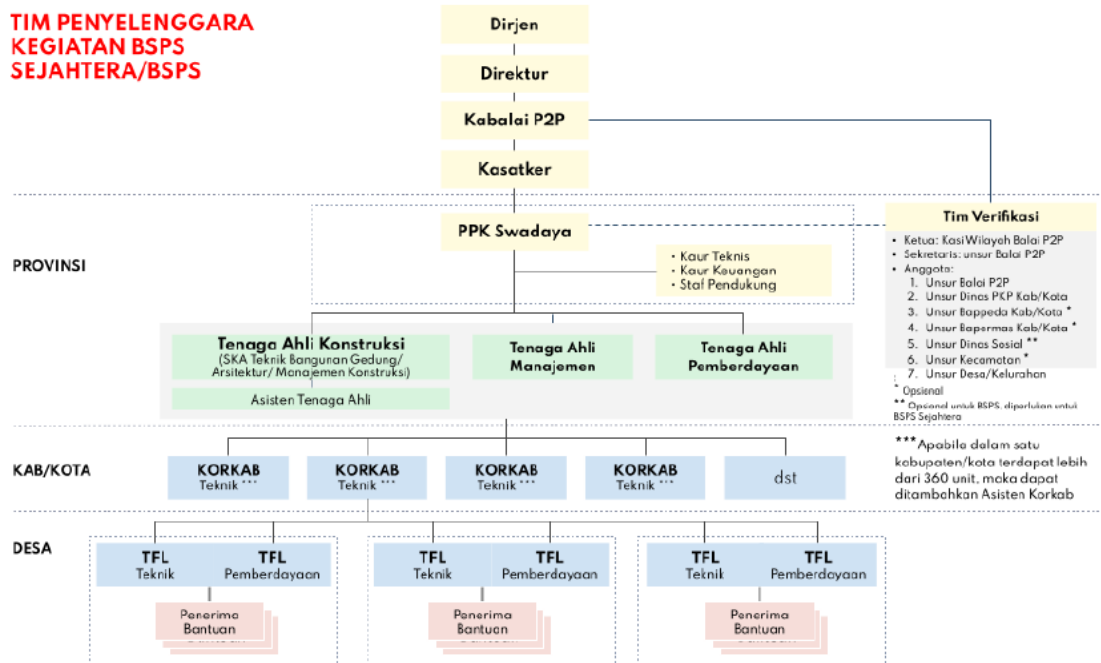 TIM PENYELENGGARA
KEGIATAN BSPS
SEJAHTERA/BSPS
Dirjen
Direktur
Kabalai P2P
Kasatker
PROVINSI
PPK Swadaya
• Kaur Teknis
• Kaur Keuangan
• Staf Pendukung
Tim Verifikasi
• Ketua: Kasi Wilayah Balai P2P
• Sekretaris: unsur Balai P2P
• Anggota:
1. Unsur Balai P2P
2. Unsur Dinas PKP Kab/Kota
3. Unsur Bappeda Kab/Kota *
4. Unsur Bapermas Kab/Kota *
5. Unsur Dinas Sosial **
6. Unsur Kecamatan *
7. Unsur Desa/Kelurahan
* Opsional
** Opsional untuk BSPS, diperlukan untuk
BSPS Sejahtera
Tenaga Ahli Konstruksi
(SKA Teknik Bangunan Gedung/
Arsitektur/ Manajemen Konstruksi)
Asisten Tenaga Ahli
Tenaga Ahli
Manajemen
Tenaga Ahli
Pemberdayaan
KAB/KOTA
KORKAB
Teknik ***
KORKAB
Teknik ***
KORKAB
Teknik ***
KORKAB
Teknik ***
dst
***Apabila dalam satu
kabupaten/kota terdapat lebih
dari 360 unit, maka dapat
ditambahkan Asisten Korkab
DESA
TFL
Teknik
TFL
Pemberdayaan
Penerima
Bantuan
TFL
Teknik
TFL
Pemberdayaan
Penerima
Bantuan
TFL
Teknik
TFL
Pemberdayaan
Penerima
Bantuan